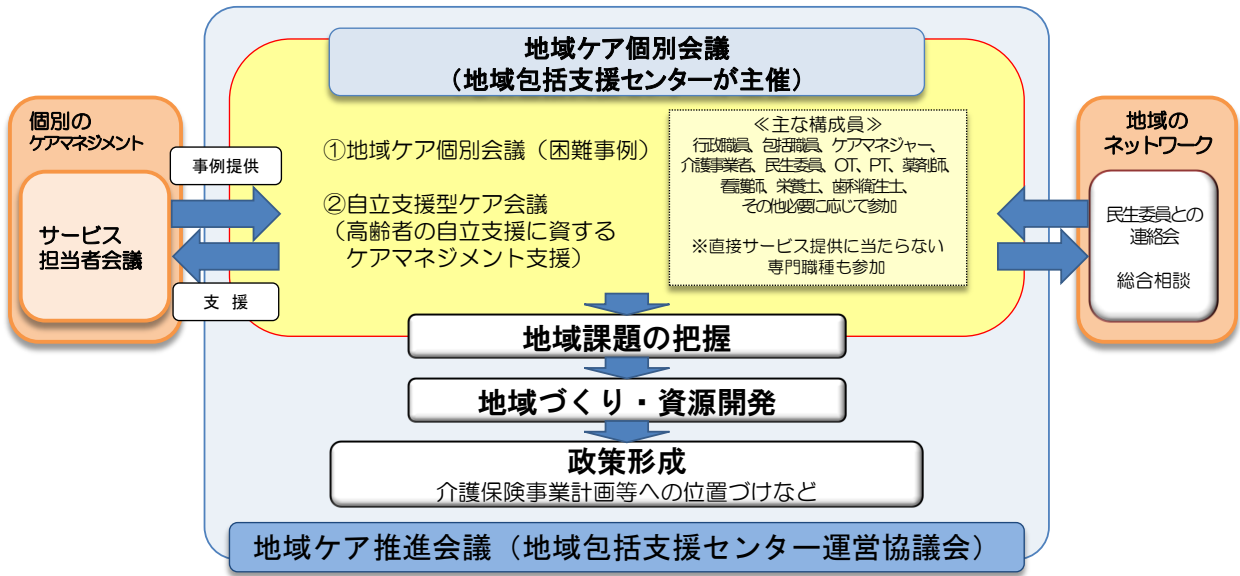 地域ケア個別会議
（地域包括支援センターが主催）
個別の
ケアマネジメント
サービス
担当者会議
事例提供
支 援
①地域ケア個別会議（困難事例）
②自立支援型ケア会議
（高齢者の自立支援に資する
ケアマネジメント支援）
≪主な構成員≫
行政職員、包括職員、ケアマネジャー、
介護事業者、民生委員、OT、PT、薬剤師、
看護師、栄養士、歯科衛生士、
その他必要に応じて参加
※直接サービス提供に当たらない
専門職種も参加
地域の
ネットワーク
民生委員との
連絡会
総合相談
地域課題の把握
地域づくり・資源開発
政策形成
介護保険事業計画等への位置づけなど
地域ケア推進会議（地域包括支援センター運営協議会）